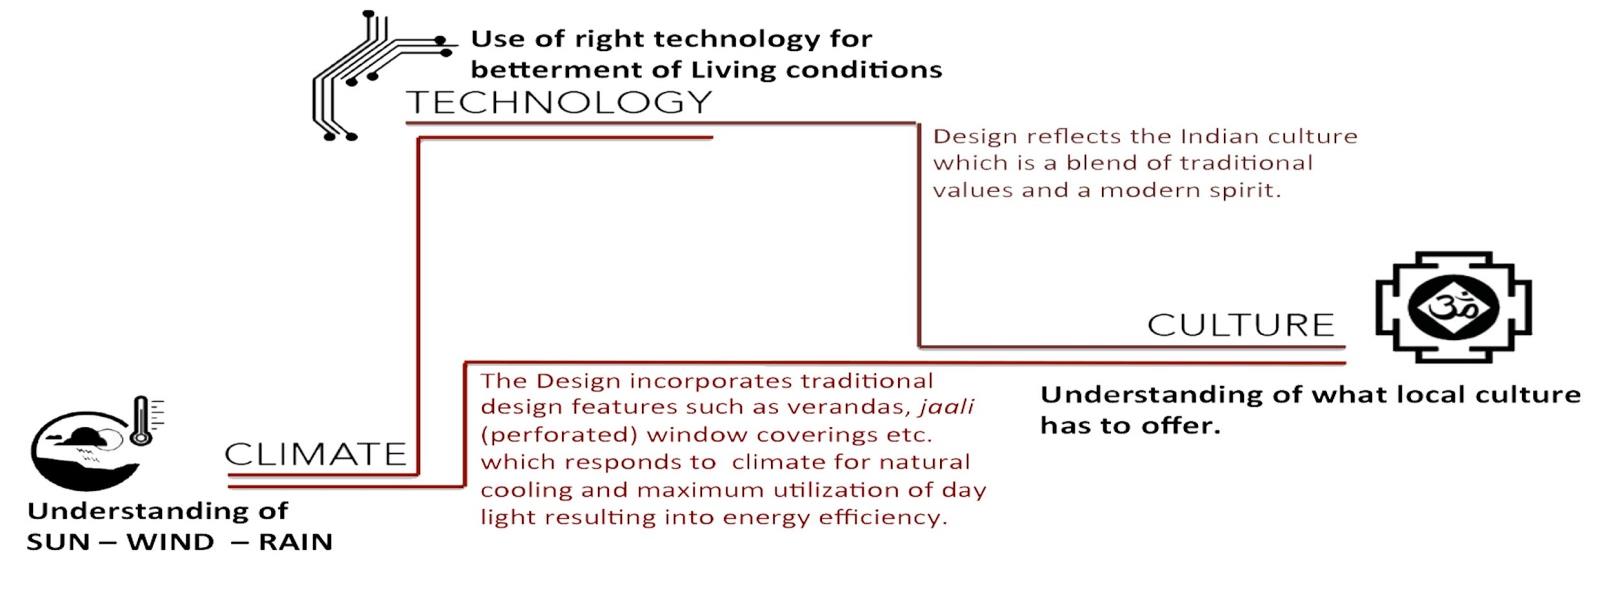 Use of right technology for
betterment of Living conditions
TECHNOLOGY
Design reflects the Indian culture
which is a blend of traditional
values and a modern spirit.
CULTURE
ॐ
Understanding of what local culture
has to offer.
The Design incorporates traditional
design features such as verandas, jaali
(perforated) window coverings etc.
which responds to  climate for natural
cooling and maximum utilization of day
light resulting into energy efficiency.
CLIMATE
Understanding of
SUN – WIND  – RAIN